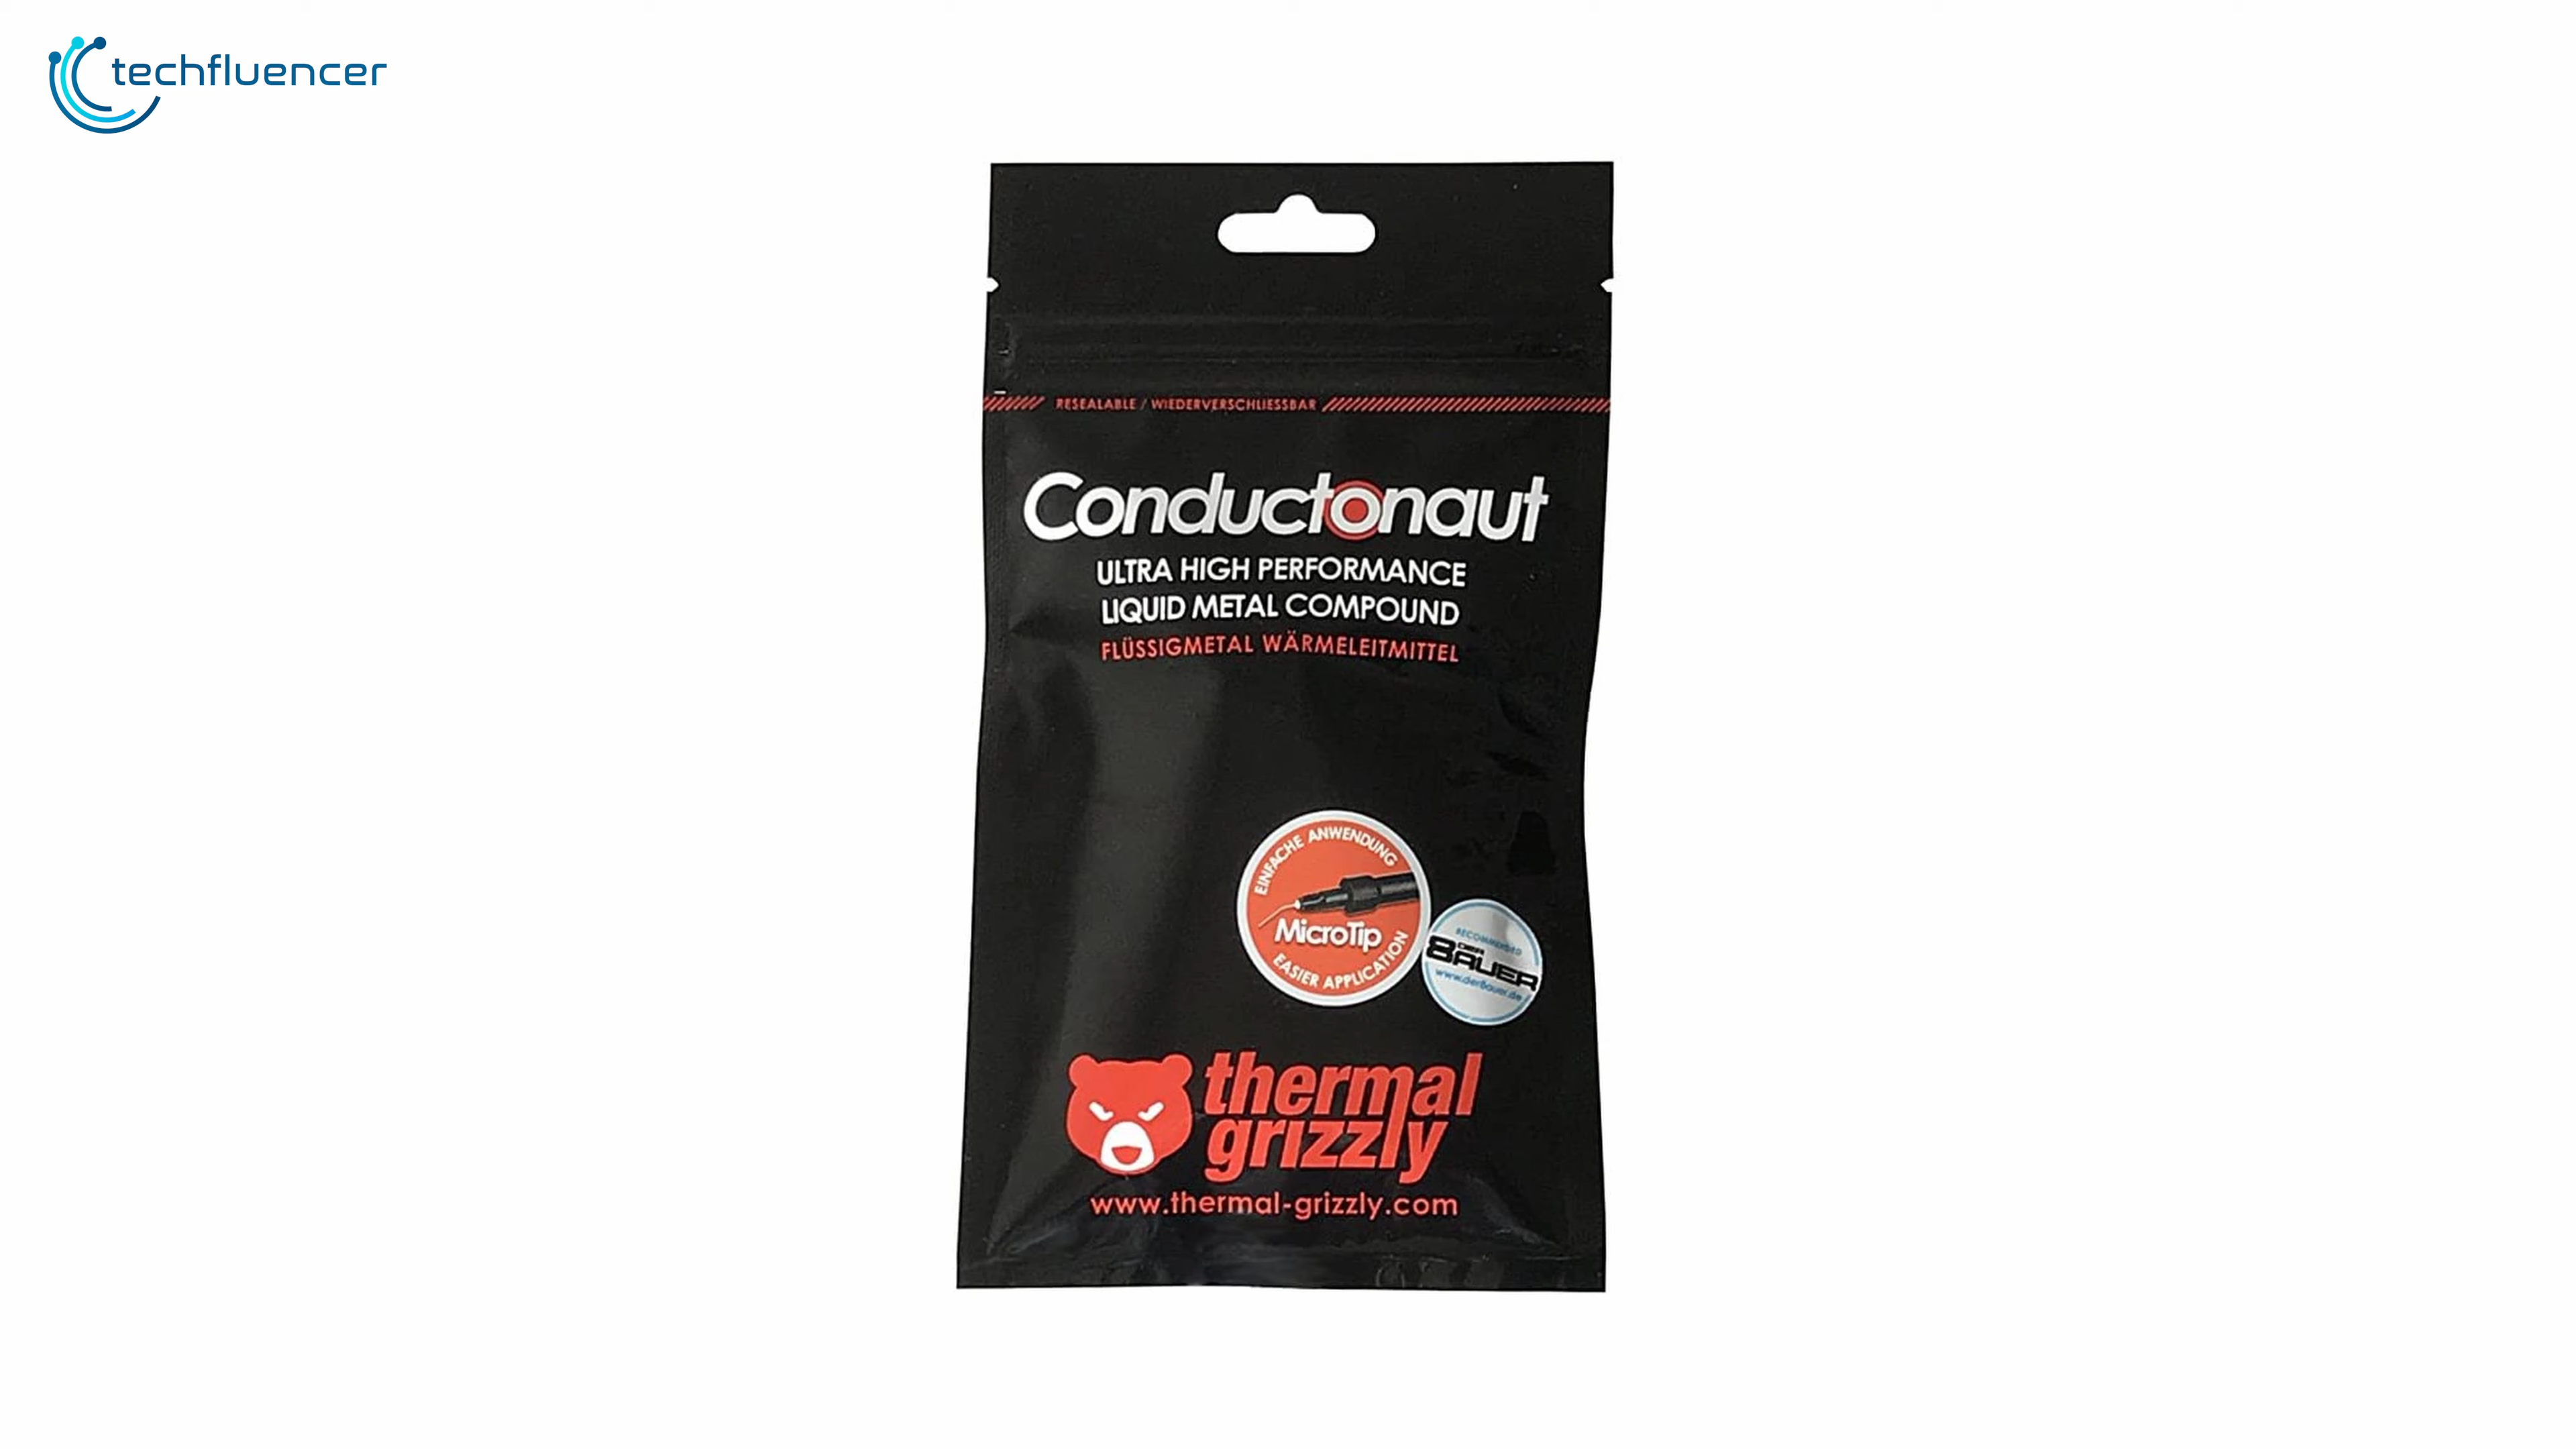 techfluencer
RESEALABLE / WIEDERVERSCHLIESSBAR
Conductonaut
ULTRA HIGH PERFORMANCE
LIQUID METAL COMPOUND
FLÜSSIGMETAL WÄRMELEITMITTEL
EINFACHE ANWENDUNG
MicroTip
EASIER APPLICATION
RECOMMENDED
DER
8AUER
www.der8auer.de
thermal
grizzly
www.thermal-grizzly.com